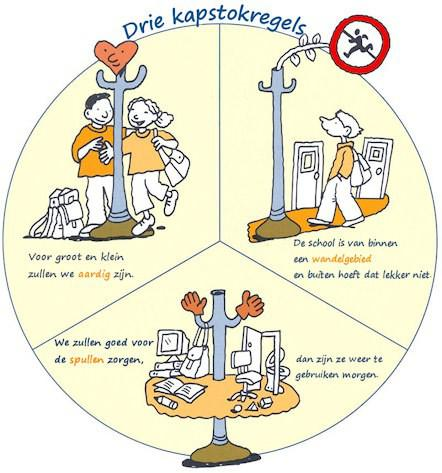 Drie kapstokregels
Voor groot en klein
zullen we aardig zijn.
De school is van binnen
een wandelgebied
en buiten hoeft dat lekker niet.
We zullen goed voor
de spullen zorgen,
dan zijn ze weer te
gebruiken morgen.